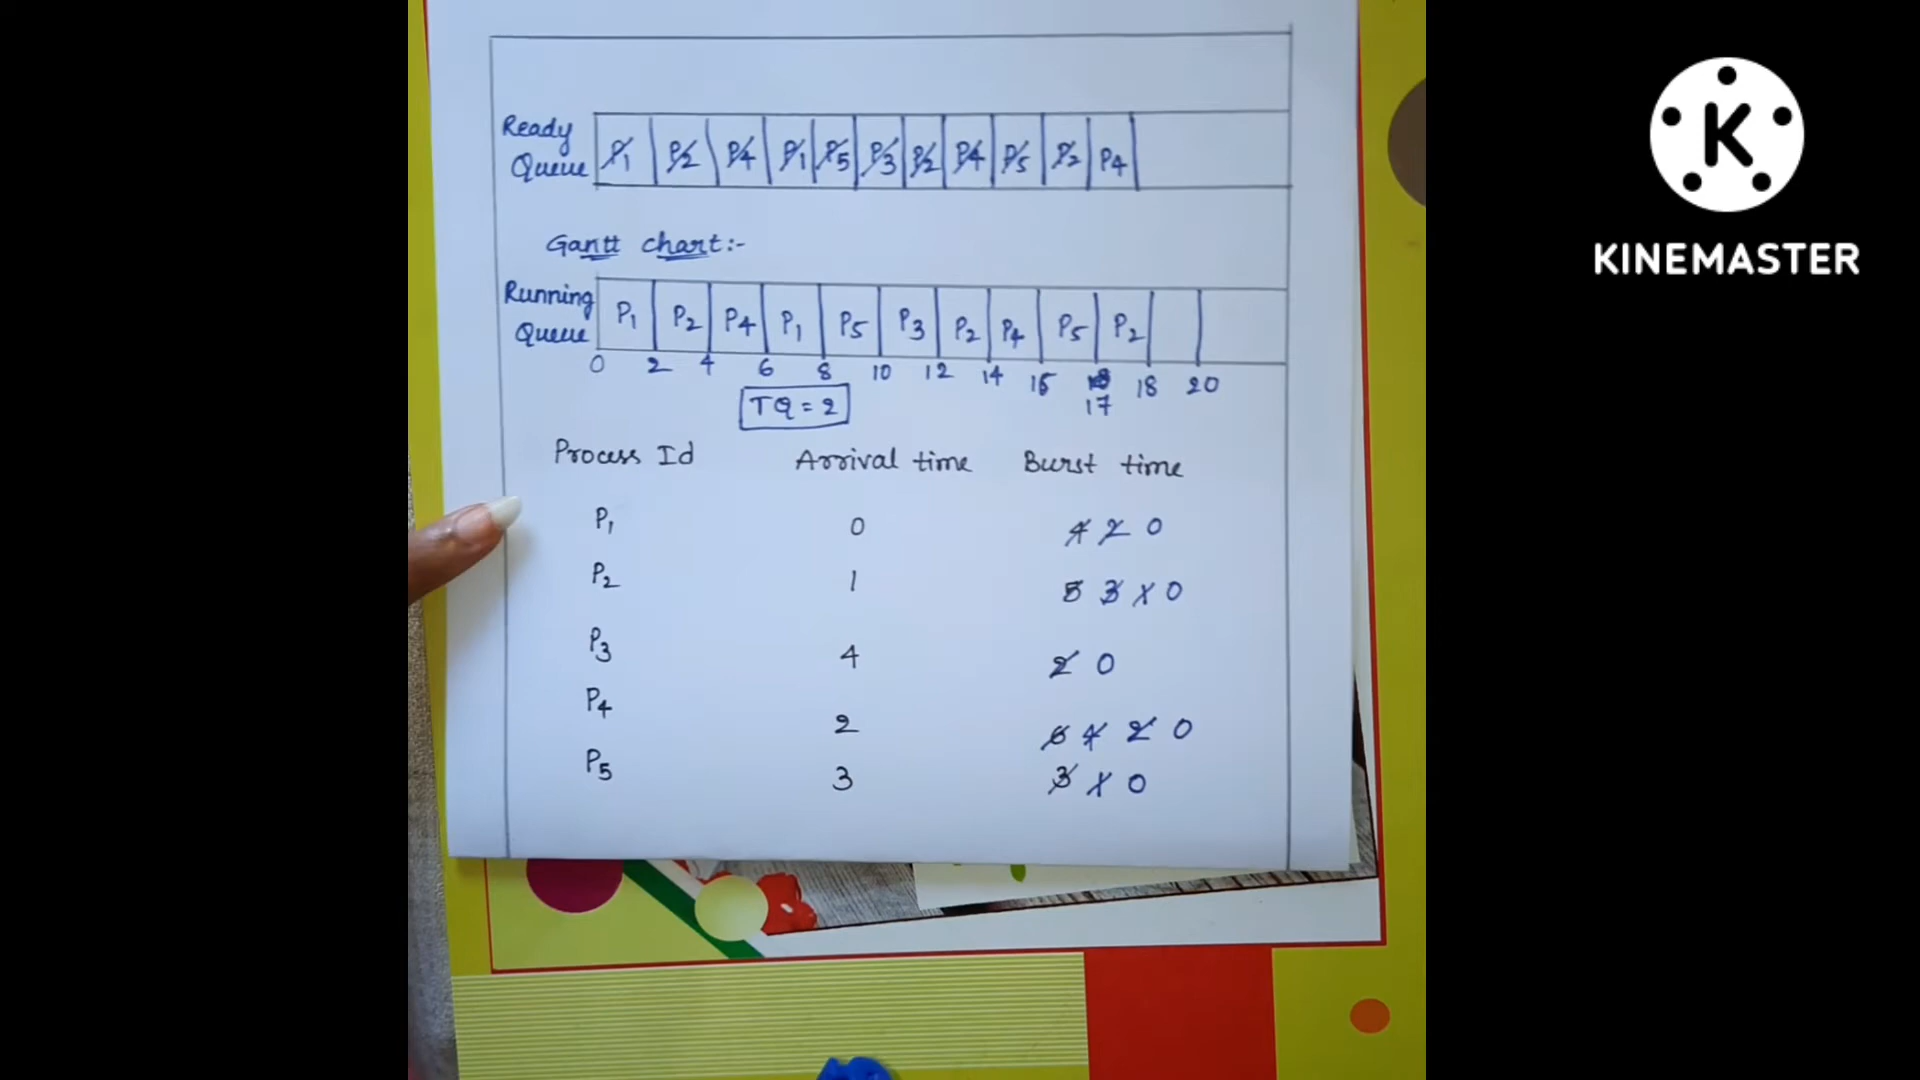 Ready Queue P1 P2 P4 P1 P5 P3 P2 P4 P5 P2 P4
Gantt chart:-
Running Queue P1 P2 P4 P1 P5 P3 P2 P4 P5 P2
0 2 4 6 8 10 12 14 16 17 18 20
TQ = 2
Process Id Arrival time Burst time
P1 0 4 2 0
P2 1 5 3 1 0
P3 4 2 0
P4 2 6 4 2 0
P5 3 3 1 0
K
KINEMASTER